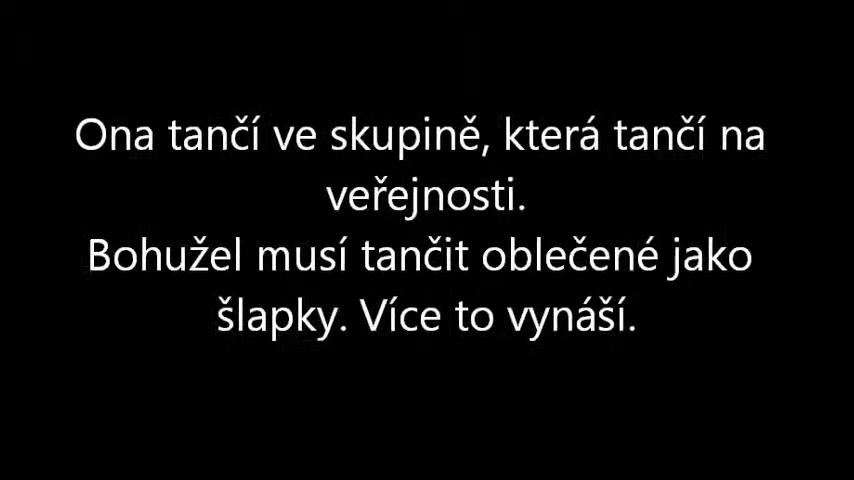 Ona tančí ve skupině, která tančí na
veřejnosti.
Bohužel musí tančit oblečené jako
šlapky. Více to vynáší.